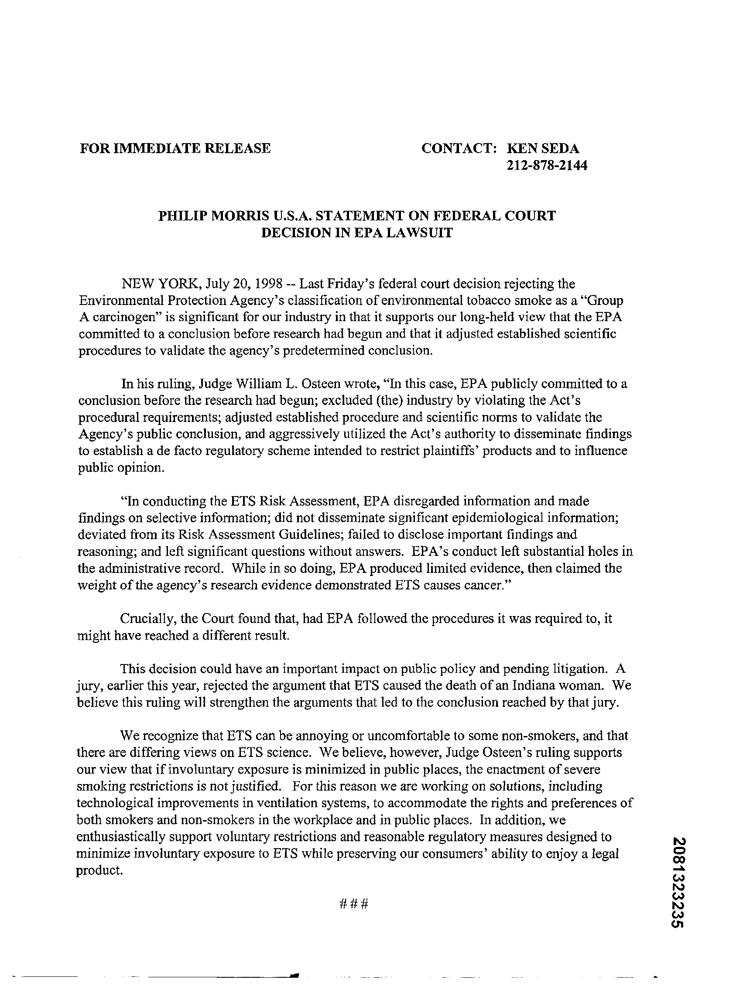 FOR IMMEDIATE RELEASE
CONTACT: KEN SEDA
212-878-2144
PHILIP MORRIS U.S.A. STATEMENT ON FEDERAL COURT
DECISION IN EPA LAWSUIT
NEW YORK, July 20, 1998 -- Last Friday's federal court decision rejecting the
Environmental Protection Agency's classification of environmental tobacco smoke as a "Group
A carcinogen" is significant for our industry in that it supports our long-held view that the EPA
committed to a conclusion before research had begun and that it adjusted established scientific
procedures to validate the agency's predetermined conclusion.
In his ruling, Judge William L. Osteen wrote, "In this case, EPA publicly committed to a
conclusion before the research had begun; excluded (the) industry by violating the Act's
procedural requirements; adjusted established procedure and scientific norms to validate the
Agency's public conclusion, and aggressively utilized the Act's authority to disseminate findings
to establish a de facto regulatory scheme intended to restrict plaintiffs' products and to influence
public opinion.
"In conducting the ETS Risk Assessment, EPA disregarded information and made
findings on selective information; did not disseminate significant epidemiological information;
deviated from its Risk Assessment Guidelines; failed to disclose important findings and
reasoning; and left significant questions without answers. EPA's conduct left substantial holes in
the administrative record. While in so doing, EPA produced limited evidence, then claimed the
weight of the agency's research evidence demonstrated ETS causes cancer."
Crucially, the Court found that, had EPA followed the procedures it was required to, it
might have reached a different result.
This decision could have an important impact on public policy and pending litigation. A
jury, earlier this year, rejected the argument that ETS caused the death of an Indiana woman. We
believe this ruling will strengthen the arguments that led to the conclusion reached by that jury.
We recognize that ETS can be annoying or uncomfortable to some non-smokers, and that
there are differing views on ETS science. We believe, however, Judge Osteen's ruling supports
our view that if involuntary exposure is minimized in public places, the enactment of severe
smoking restrictions is not justified. For this reason we are working on solutions, including
technological improvements in ventilation systems, to accommodate the rights and preferences of
both smokers and non-smokers in the workplace and in public places. In addition, we
enthusiastically support voluntary restrictions and reasonable regulatory measures designed to
minimize involuntary exposure to ETS while preserving our consumers' ability to enjoy a legal
product.
# # #
2081323235